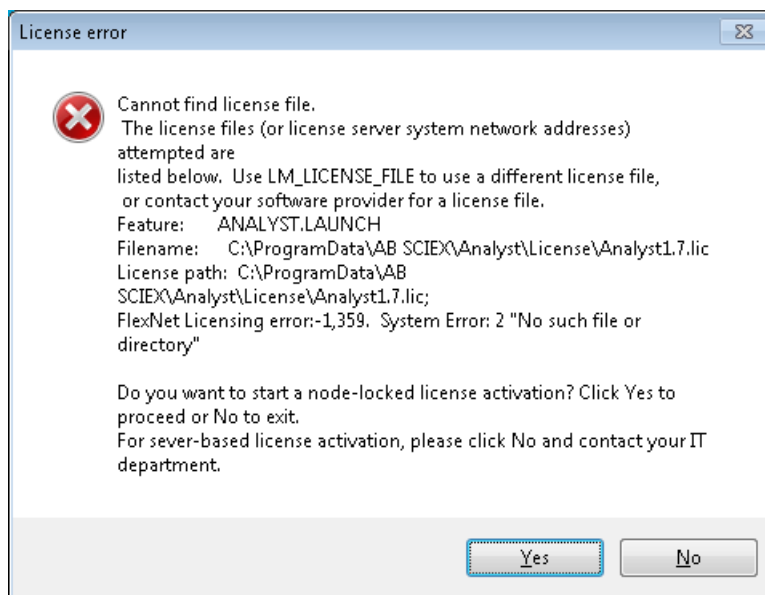 License error
Cannot find license file.
The license files (or license server system network addresses)
attempted are
listed below.  Use LM_LICENSE_FILE to use a different license file,
or contact your software provider for a license file.
Feature:      ANALYST.LAUNCH
Filename:     C:\ProgramData\AB SCIEX\Analyst\License\Analyst1.7.lic
License path:  C:\ProgramData\AB
SCIEX\Analyst\License\Analyst1.7.lic;
FlexNet Licensing error:-1,359.  System Error: 2 "No such file or
directory"
Do you want to start a node-locked license activation? Click Yes to
proceed or No to exit.
For sever-based license activation, please click No and contact your IT
department.
Yes
No